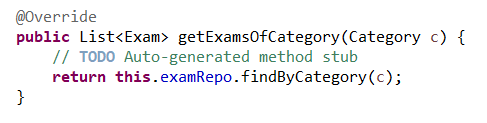 @Override
public List<Exam> getExamsOfCategory(Category c) {
// TODO Auto-generated method stub
return this.examRepo.findByCategory(c);
}